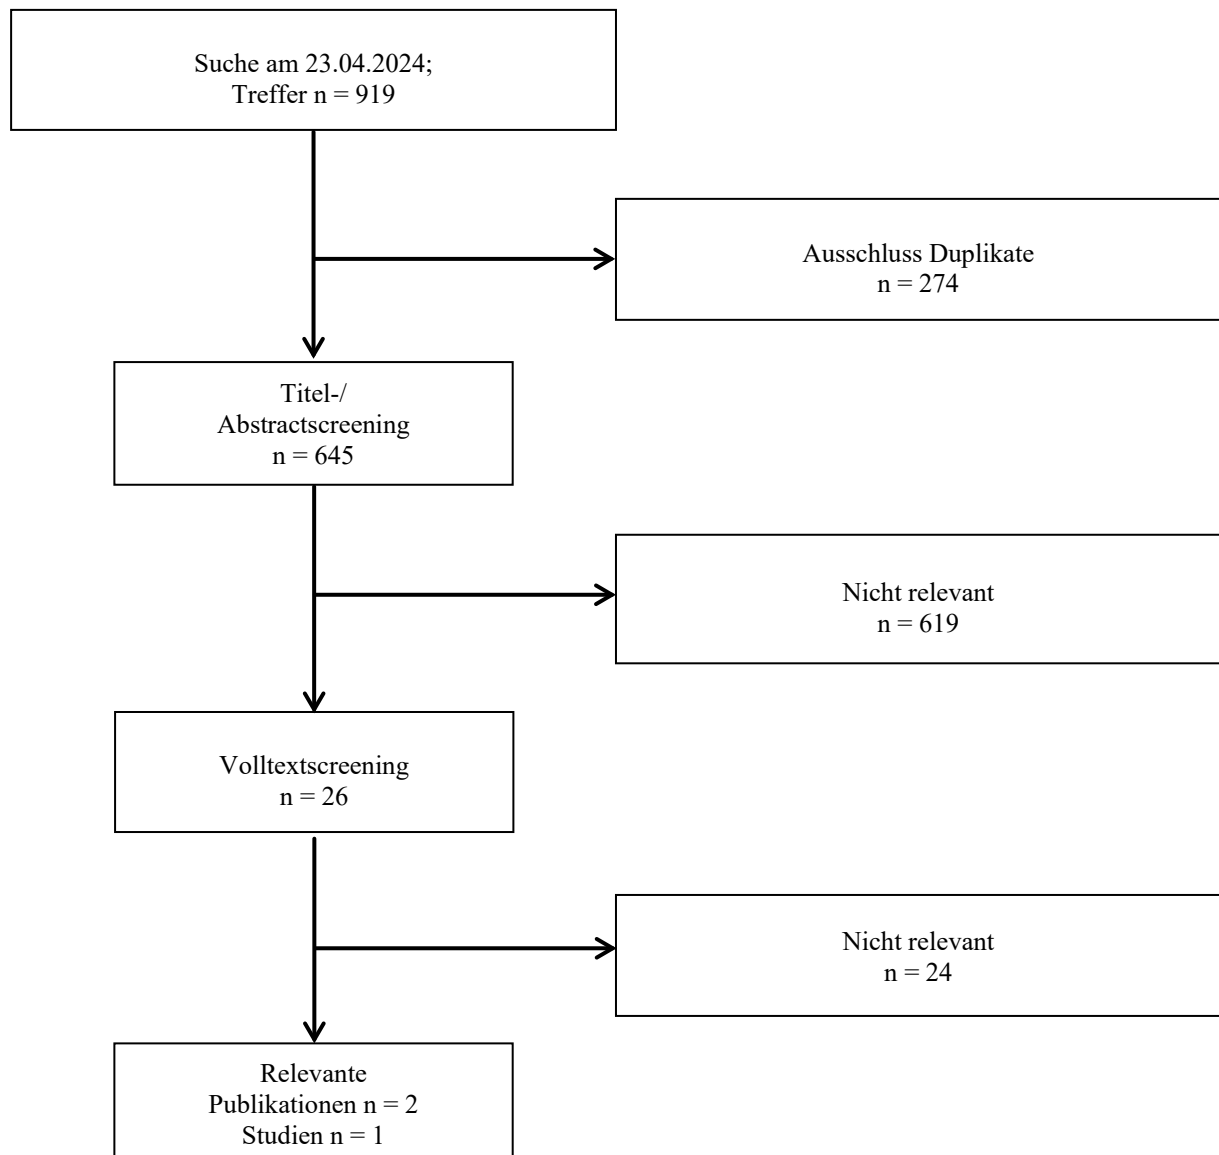 Suche am 23.04.2024;
Treffer n = 919
Ausschluss Duplikate
n = 274
Titel-/
Abstractscreening
n = 645
Nicht relevant
n = 619
Volltextscreening
n = 26
Nicht relevant
n = 24
Relevante
Publikationen n = 2
Studien n = 1